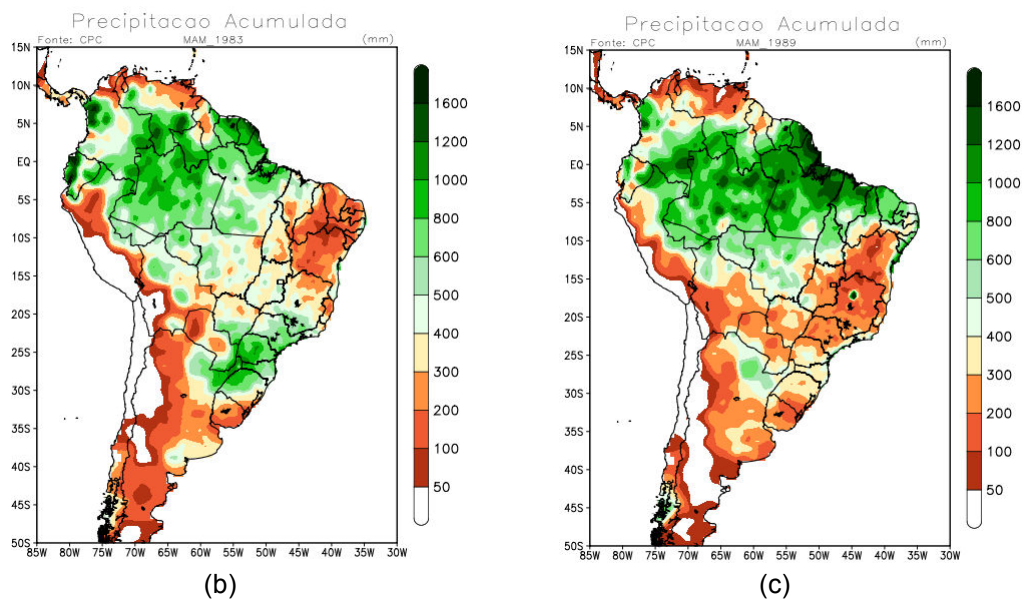 Precipitacao Acumulada
Fonte: CPC MAM_1983 (mm)
15N
10N
5N
EQ
5S
10S
15S
20S
25S
30S
35S
40S
45S
50S
85W 80W 75W 70W 65W 60W 55W 50W 45W 40W 35W 30W
1600
1200
1000
800
600
500
400
300
200
100
50
(b)
Precipitacao Acumulada
Fonte: CPC MAM_1989 (mm)
15N
10N
5N
EQ
5S
10S
15S
20S
25S
30S
35S
40S
45S
50S
85W 80W 75W 70W 65W 60W 55W 50W 45W 40W 35W 30W
1600
1200
1000
800
600
500
400
300
200
100
50
(c)